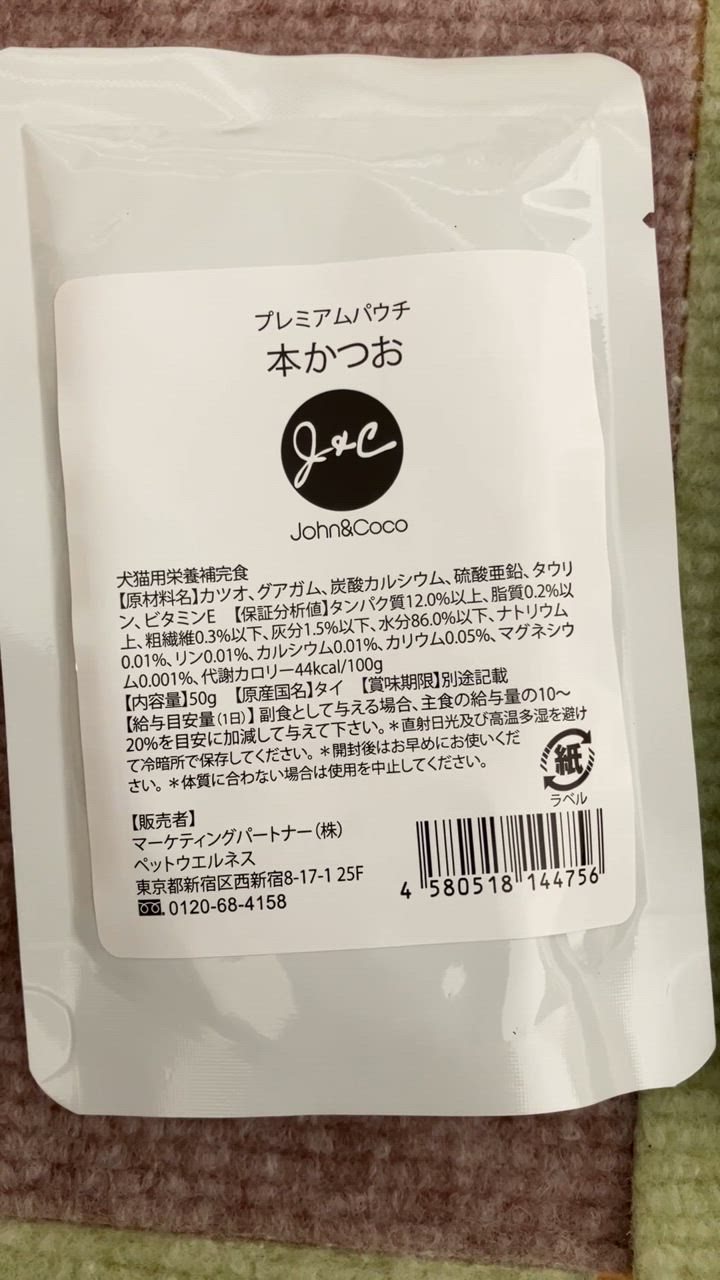 プレミアムパウチ
本かつお
J&C
John&Coco
犬猫用栄養補完食
【原材料名】カツオ、グアガム、炭酸カルシウム、硫酸亜鉛、タウリ
ン、ビタミンE 【保証分析値】タンパク質12.0%以上、脂質0.2%以
上、粗繊維0.3%以下、灰分1.5%以下、水分86.0%以下、ナトリウム
0.01%、リン0.01%、カルシウム0.01%、カリウム0.05%、マグネシウ
ム0.001%、代謝カロリー44kcal/100g
【内容量】50g 【原産国名】タイ 【賞味期限】別途記載
【給与目安量(1日)】副食として与える場合、主食の給与量の10〜
20%を目安に加減して与えて下さい。＊直射日光及び高温多湿を避け
て冷暗所で保存してください。＊開封後はお早めにお使いくだ
さい。＊体質に合わない場合は使用を中止してください。
紙
ラベル
【販売者】
マーケティングパートナー(株)
ペットウエルネス
東京都新宿区西新宿8-17-1 25F
0120-68-4158
4 580518 144756